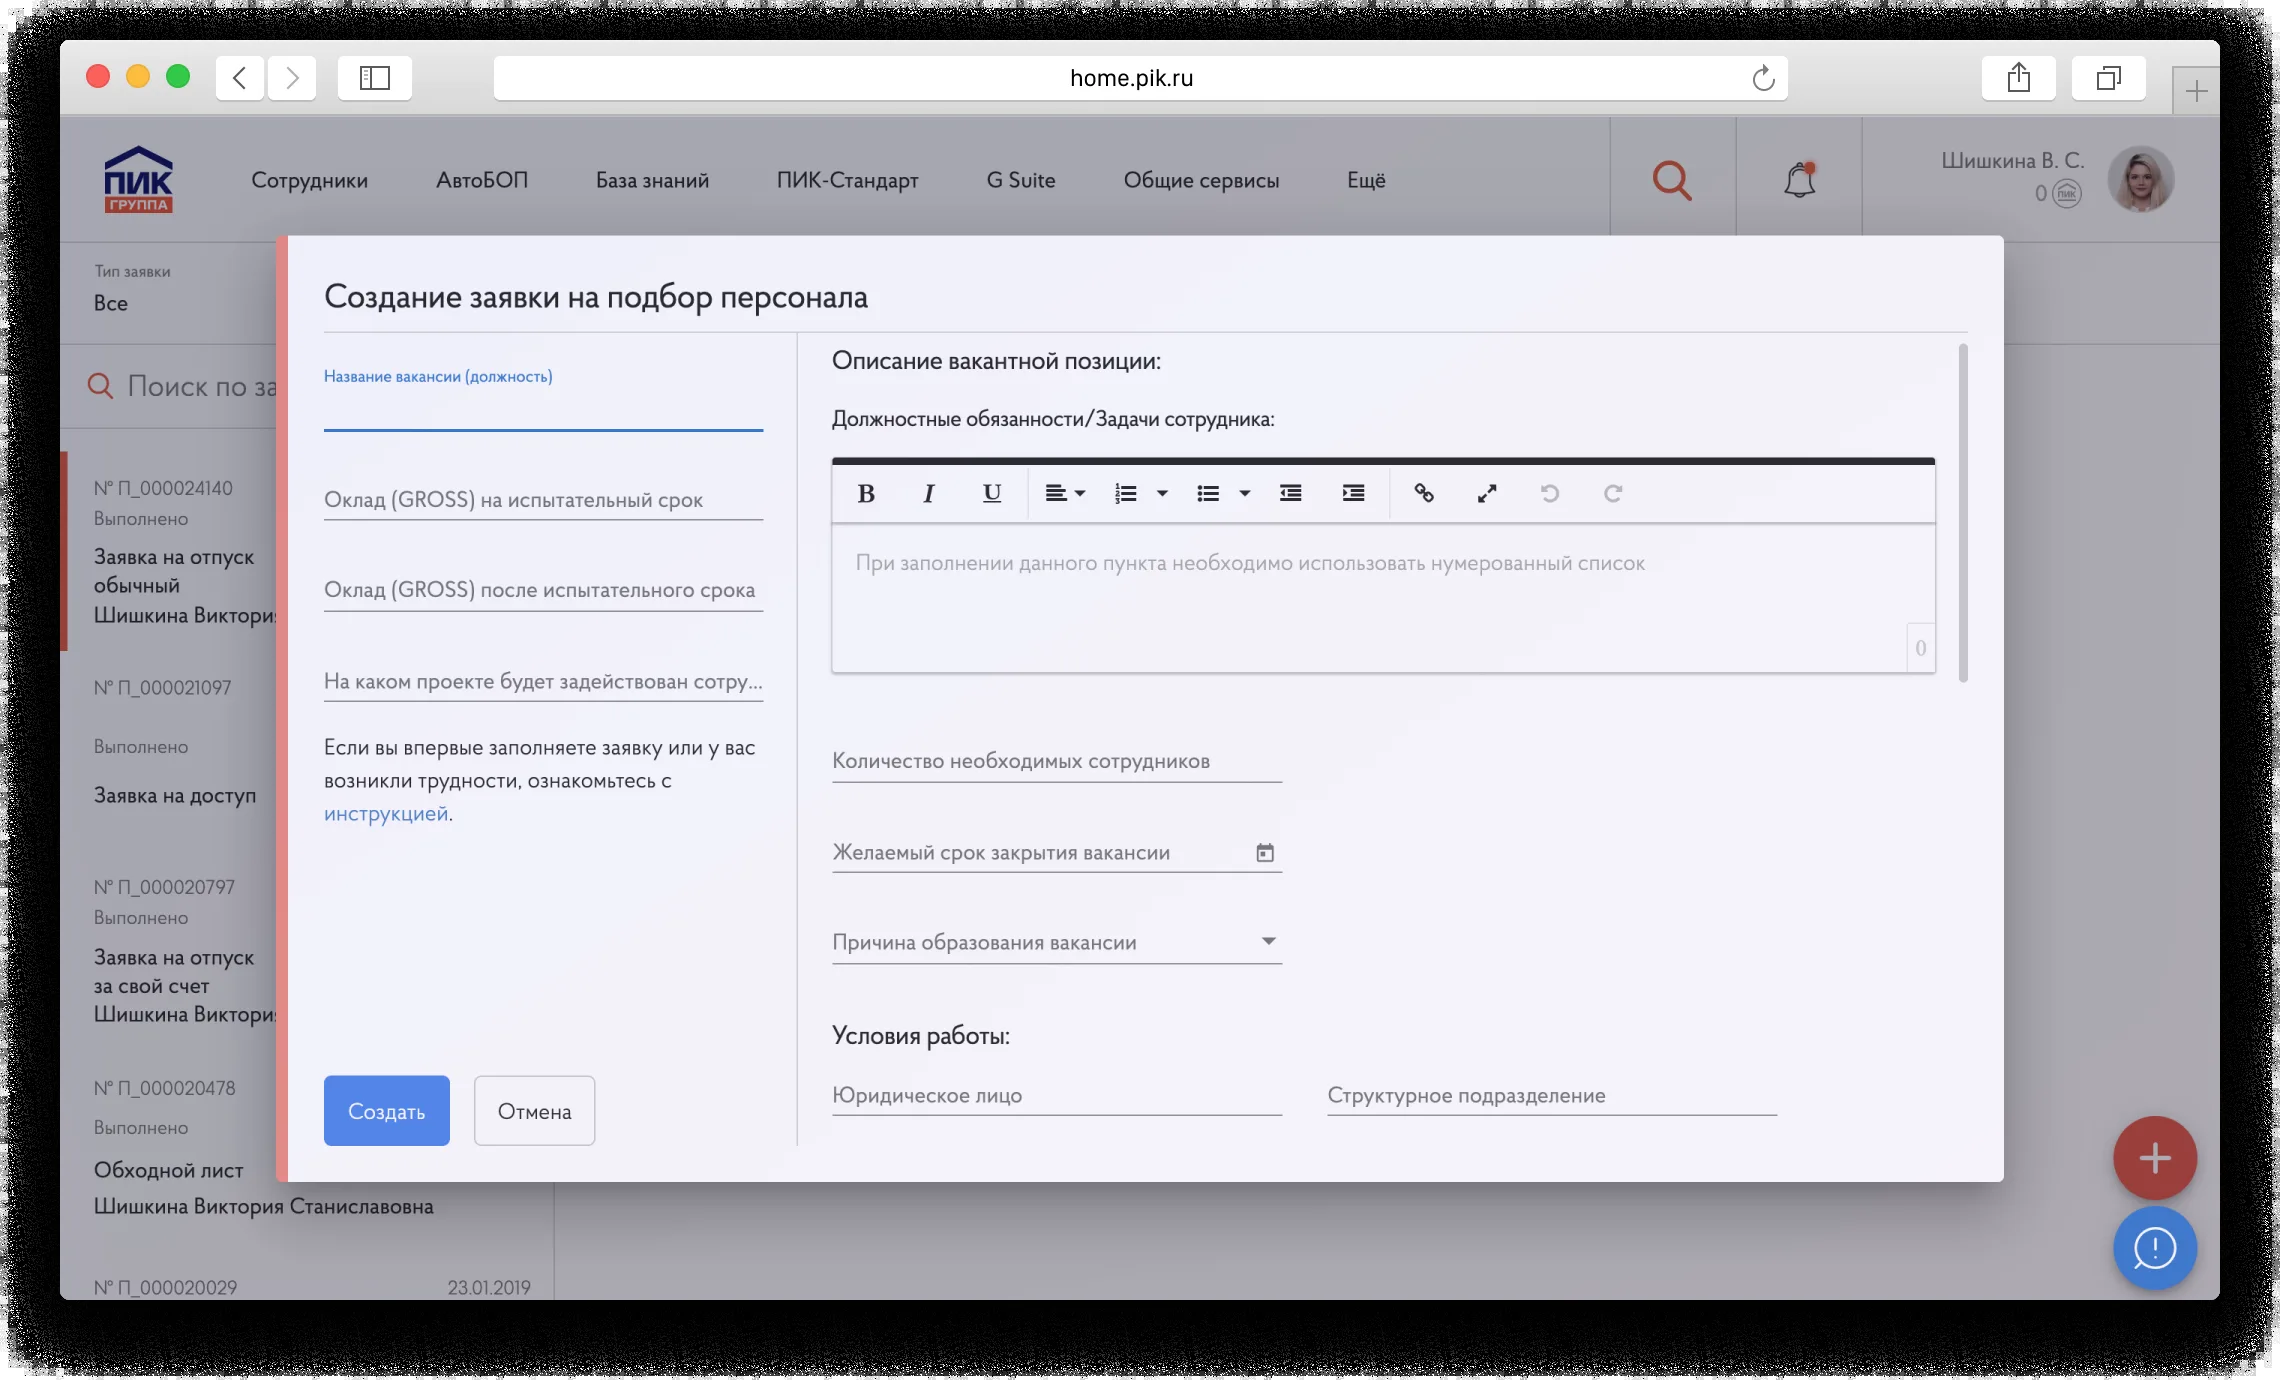 home.pik.ru
ПИК
ГРУППА
Сотрудники
АвтоБОП
База знаний
ПИК-Стандарт
G Suite
Общие сервисы
Ещё
Шишкина В. С.
0
ПИК
Тип заявки
Все
Поиск по за
№ П_000024140
Выполнено
Заявка на отпуск
обычный
Шишкина Виктория
№ П_000021097
Выполнено
Заявка на доступ
№ П_000020797
Выполнено
Заявка на отпуск
за свой счет
Шишкина Виктория
№ П_000020478
Выполнено
Обходной лист
Шишкина Виктория Станиславовна
№ П_000020029
23.01.2019
Создание заявки на подбор персонала
Название вакансии (должность)
Оклад (GROSS) на испытательный срок
Оклад (GROSS) после испытательного срока
На каком проекте будет задействован сотру...
Если вы впервые заполняете заявку или у вас
возникли трудности, ознакомьтесь с
инструкцией.
Создать
Отмена
Описание вакантной позиции:
Должностные обязанности/Задачи сотрудника:
B I U
При заполнении данного пункта необходимо использовать нумерованный список
0
Количество необходимых сотрудников
Желаемый срок закрытия вакансии
Причина образования вакансии
Условия работы:
Юридическое лицо
Структурное подразделение